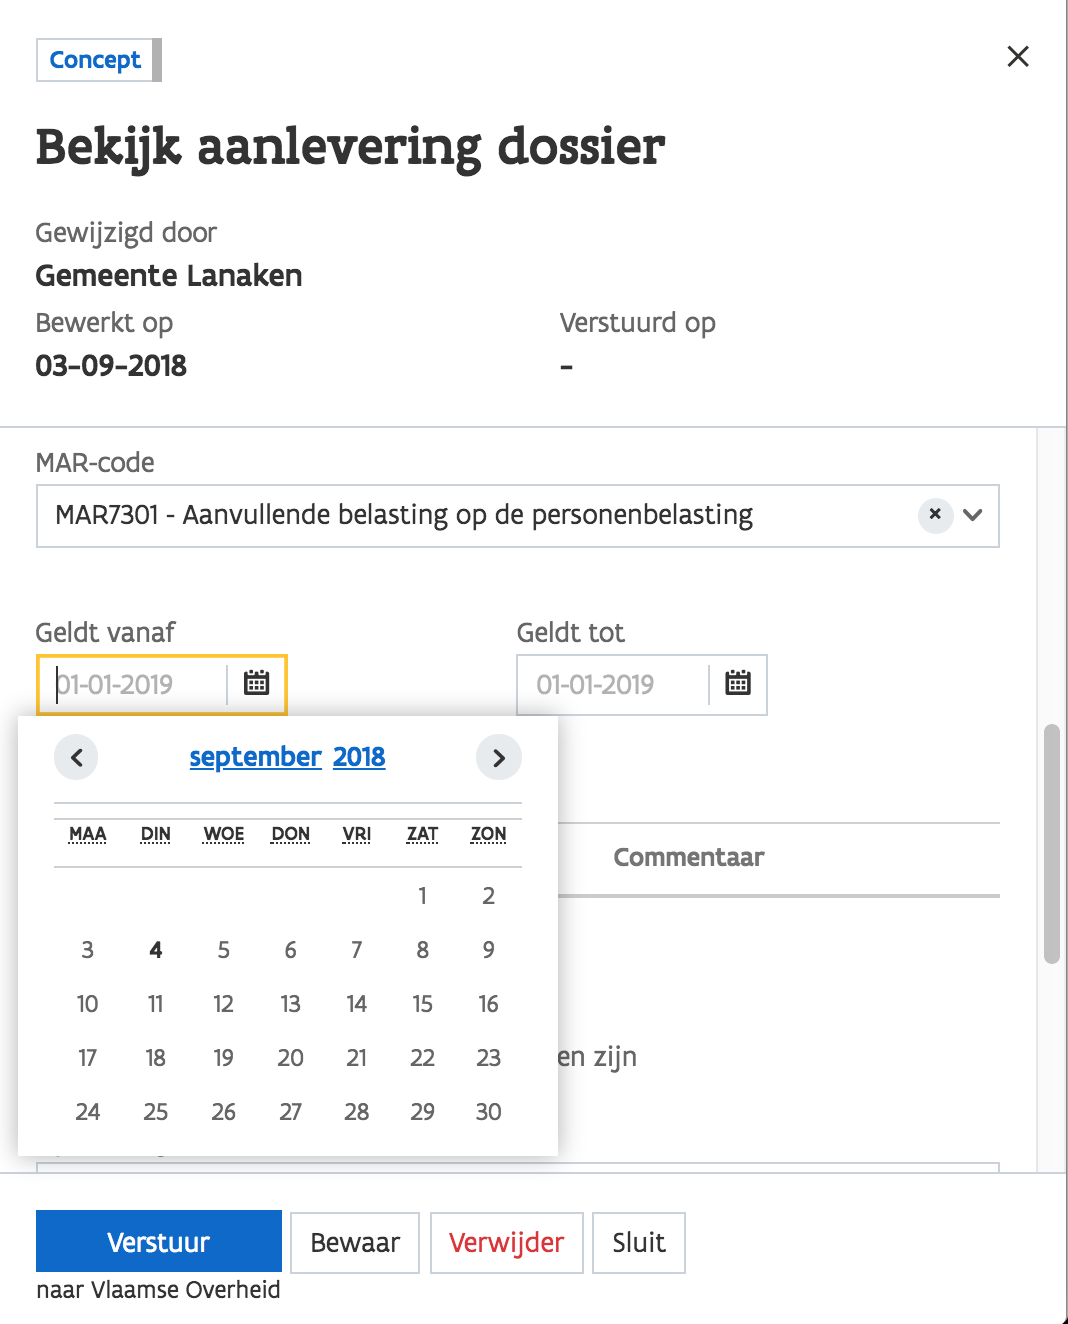 Concept
Bekijk aanlevering dossier
Gewijzigd door
Gemeente Lanaken
Bewerkt op Verstuurd op
03-09-2018 -
MAR-code
MAR7301 - Aanvullende belasting op de personenbelasting
Geldt vanaf Geldt tot
01-01-2019 01-01-2019
september 2018
MAA DIN WOE DON VRI ZAT ZON
Commentaar
1 2
3 4 5 6 7 8 9
10 11 12 13 14 15 16
17 18 19 20 21 22 23
en zijn
24 25 26 27 28 29 30
Verstuur Bewaar Verwijder Sluit
naar Vlaamse Overheid